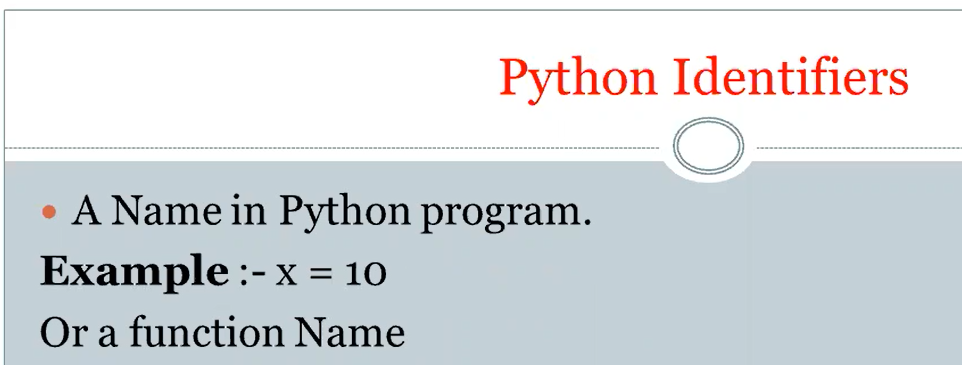 Python Identifiers
• A Name in Python program.
Example :- x = 10
Or a function Name